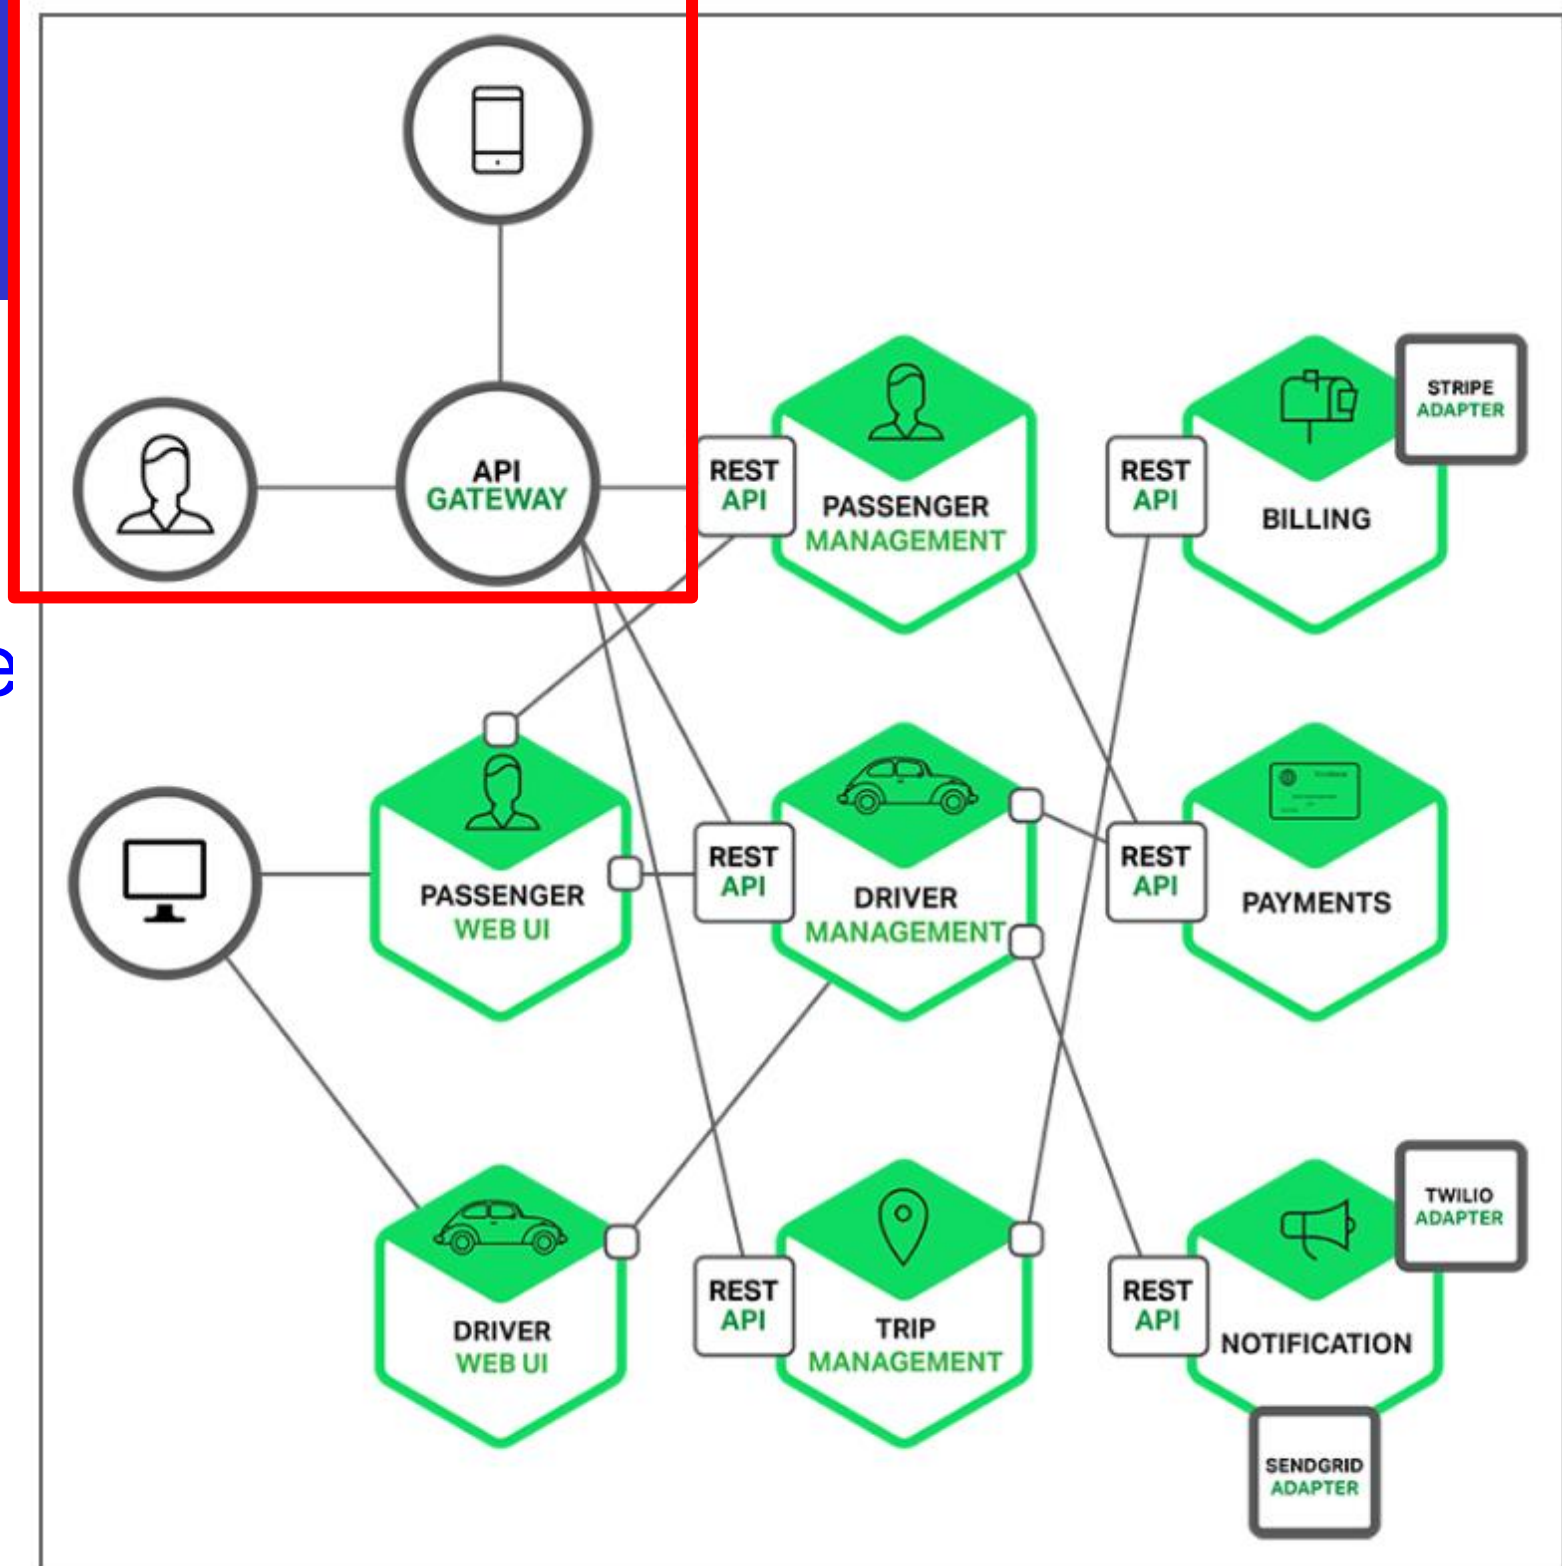 API
GATEWAY
REST
API
PASSENGER
MANAGEMENT
REST
API
BILLING
STRIPE
ADAPTER
e
PASSENGER
WEB UI
REST
API
DRIVER
MANAGEMENT
REST
API
PAYMENTS
DRIVER
WEB UI
REST
API
TRIP
MANAGEMENT
REST
API
NOTIFICATION
TWILIO
ADAPTER
SENDGRID
ADAPTER